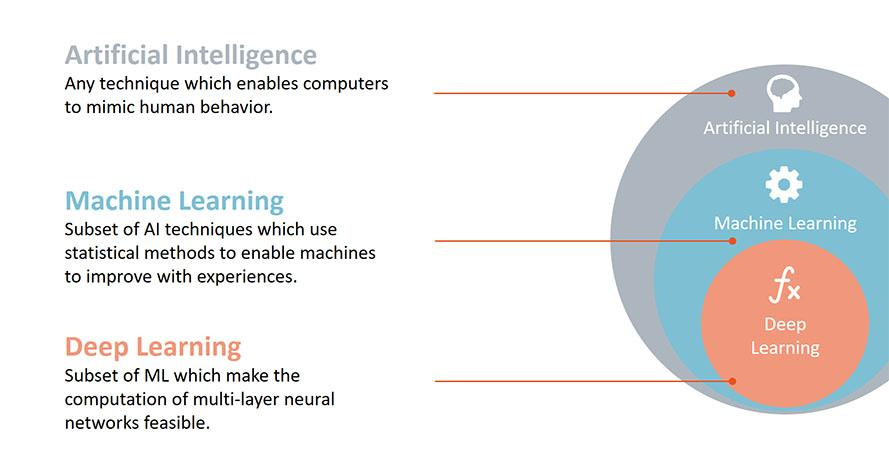 Artificial Intelligence
Any technique which enables computers
to mimic human behavior.
Machine Learning
Subset of AI techniques which use
statistical methods to enable machines
to improve with experiences.
Deep Learning
Subset of ML which make the
computation of multi-layer neural
networks feasible.
Artificial Intelligence
Machine Learning
fx
Deep
Learning